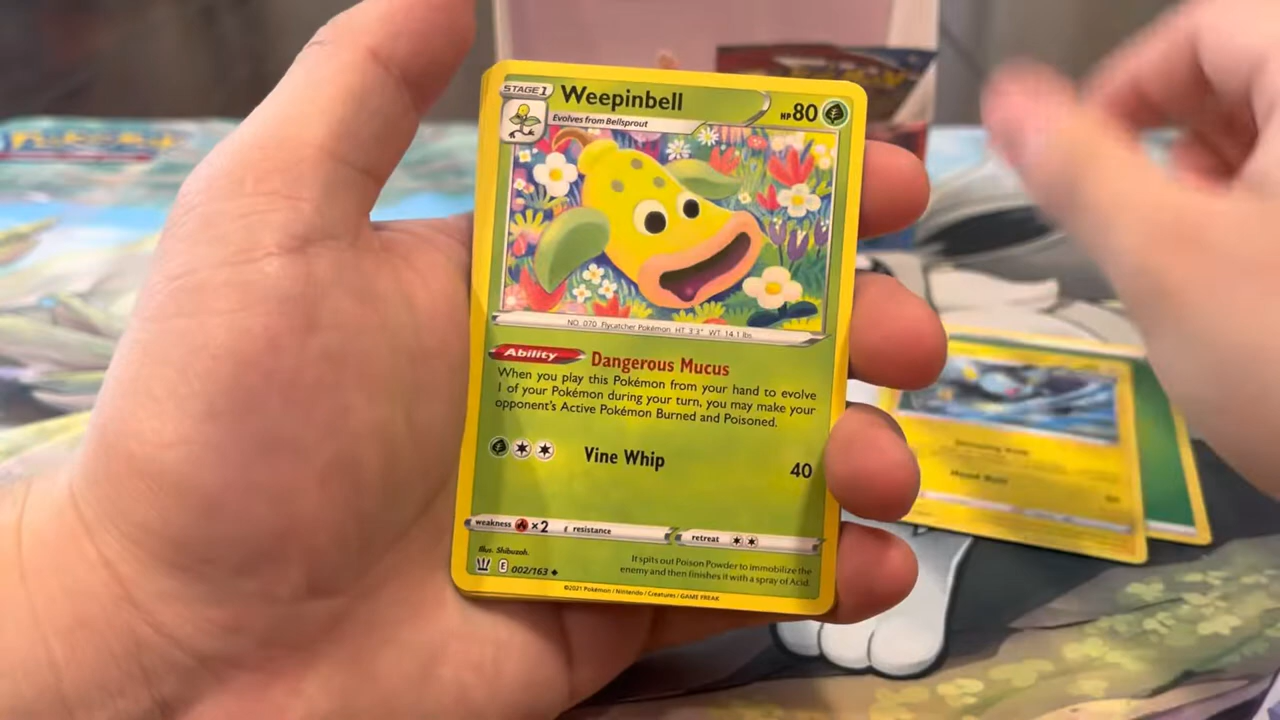 STAGE 1
Weepinbell
HP 80
Evolves from Bellsprout
NO. 070 Flycatcher Pokémon HT 3'3" WT 14.1 lbs.
Ability Dangerous Mucus
When you play this Pokémon from your hand to evolve
1 of your Pokémon during your turn, you may make your
opponent's Active Pokémon Burned and Poisoned.
Vine Whip 40
weakness ×2 resistance retreat
Illus. Shibuzoh.
It spits out Poison Powder to immobilize the
enemy and then finishes it with a spray of Acid.
E 002/163
©2021 Pokémon / Nintendo / Creatures / GAME FREAK